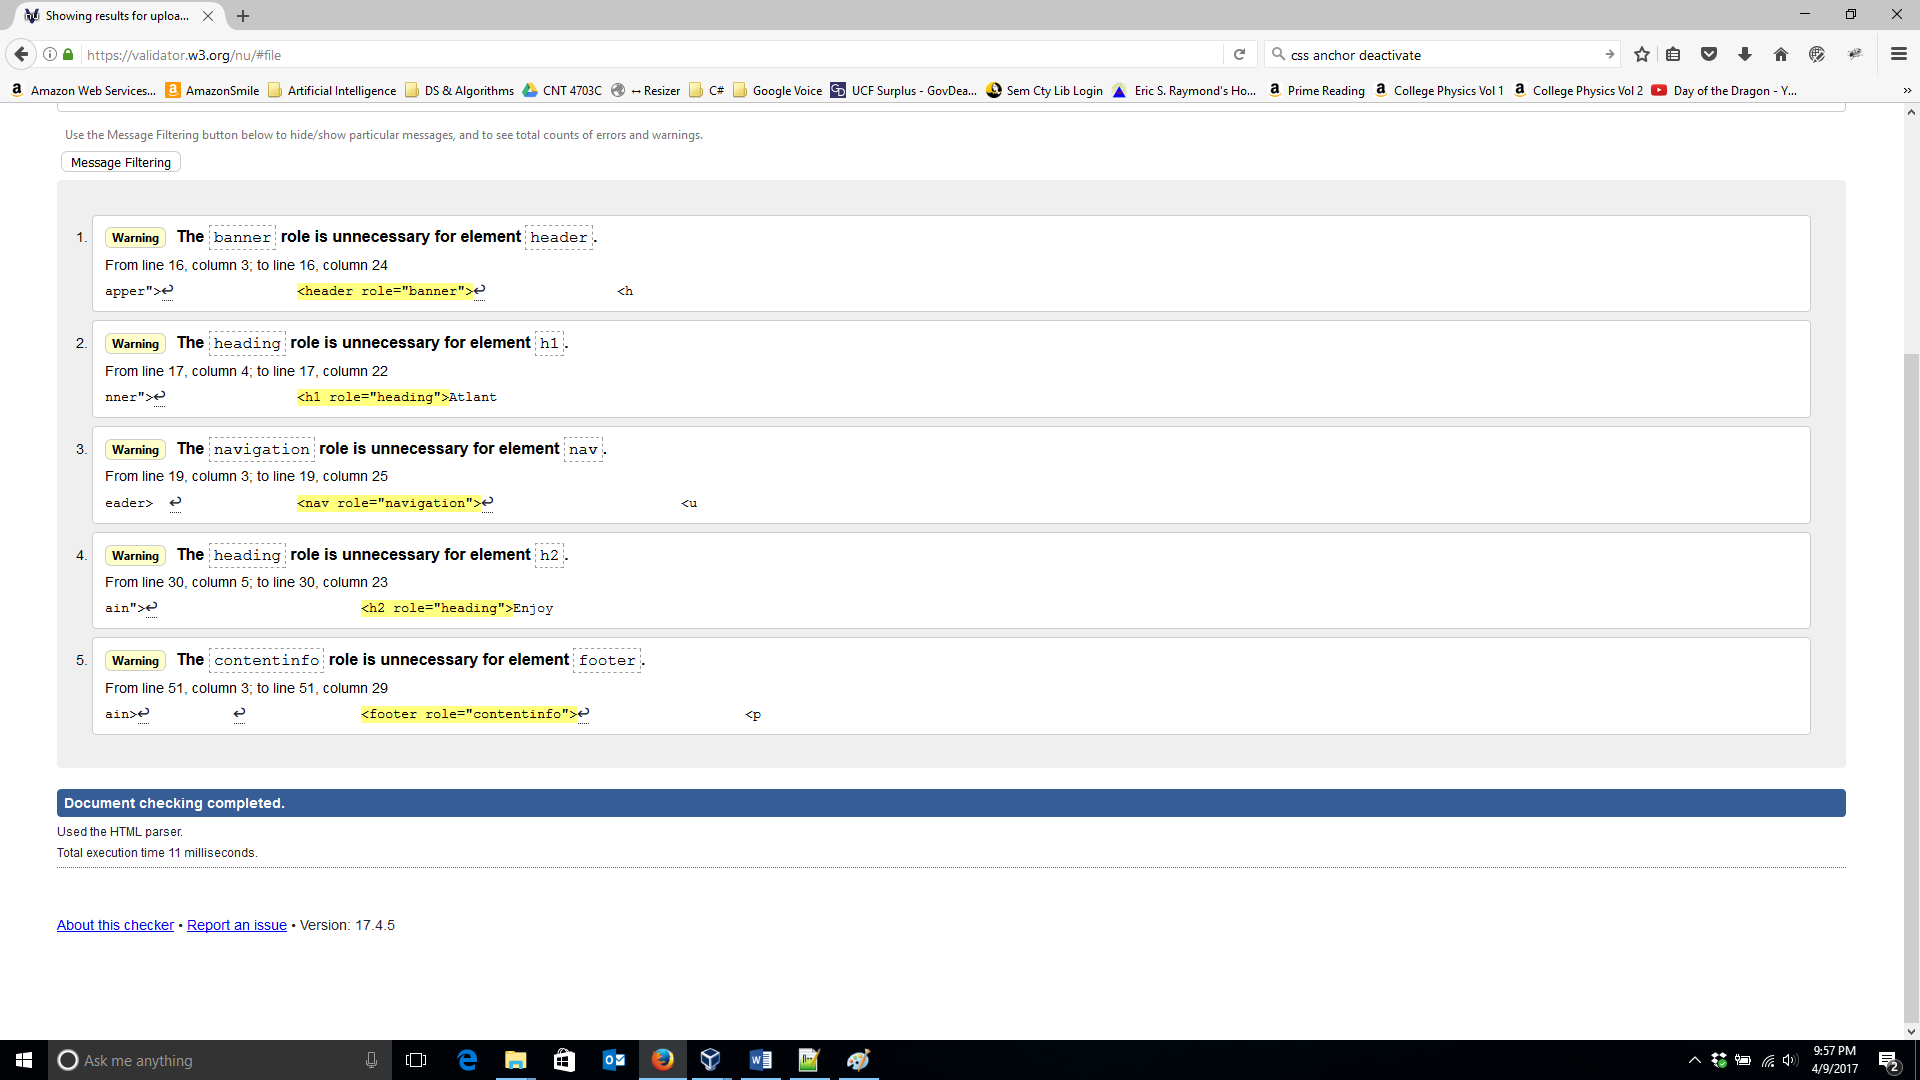 Showing results for uploa...
https://validator.w3.org/nu/#file
css anchor deactivate
Amazon Web Services... AmazonSmile Artificial Intelligence DS & Algorithms CNT 4703C ↔ Resizer C# Google Voice UCF Surplus - GovDea... Sem Cty Lib Login Eric S. Raymond's Ho... Prime Reading College Physics Vol 1 College Physics Vol 2 Day of the Dragon - Y... »
Use the Message Filtering button below to hide/show particular messages, and to see total counts of errors and warnings.
Message Filtering
1. Warning The banner role is unnecessary for element header.
From line 16, column 3; to line 16, column 24
apper">↩ <header role="banner">↩ <h
2. Warning The heading role is unnecessary for element h1.
From line 17, column 4; to line 17, column 22
nner">↩ <h1 role="heading">Atlant
3. Warning The navigation role is unnecessary for element nav.
From line 19, column 3; to line 19, column 25
eader> ↩ <nav role="navigation">↩ <u
4. Warning The heading role is unnecessary for element h2.
From line 30, column 5; to line 30, column 23
ain">↩ <h2 role="heading">Enjoy
5. Warning The contentinfo role is unnecessary for element footer.
From line 51, column 3; to line 51, column 29
ain>↩ ↩ <footer role="contentinfo">↩ <p
Document checking completed.
Used the HTML parser.
Total execution time 11 milliseconds.
About this checker • Report an issue • Version: 17.4.5
Ask me anything
9:57 PM
4/9/2017
2